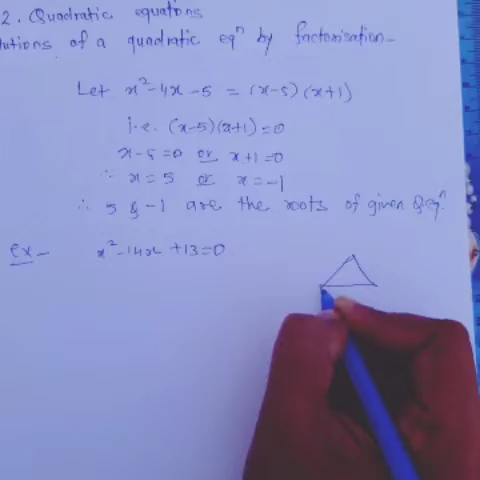 2. Quadratic equations
lutions of a quadratic eqⁿ by factorisation -
Let x²-4x-5 = (x-5)(x+1)
i.e. (x-5)(x+1)=0
x-5=0 or x+1=0
∴ x=5 or x=-1
∴ 5 & -1 are the roots of given Q.eqⁿ.
ex- x²-14x+13=0